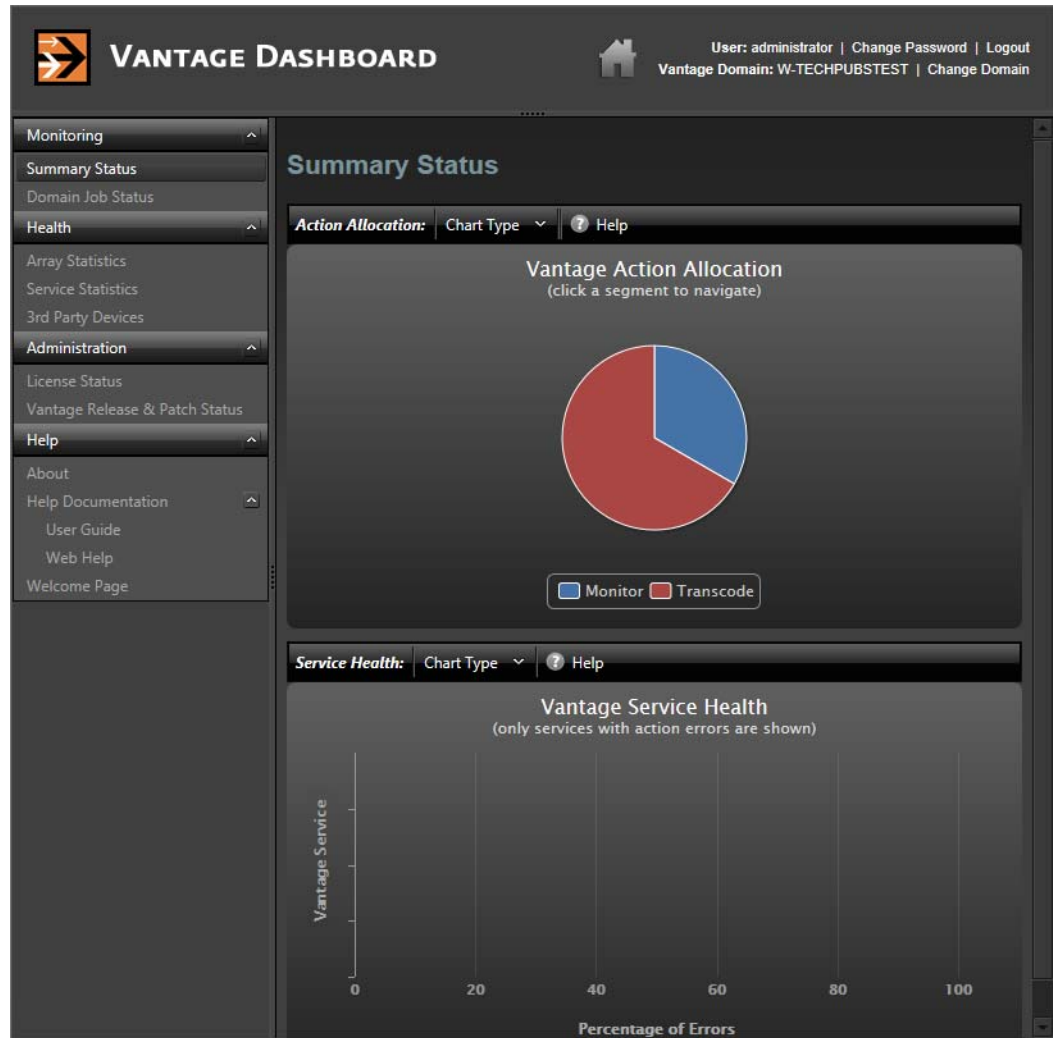 VANTAGE DASHBOARD
User: administrator | Change Password | Logout
Vantage Domain: W-TECHPUBSTEST | Change Domain
Monitoring
Summary Status
Domain Job Status
Health
Array Statistics
Service Statistics
3rd Party Devices
Administration
License Status
Vantage Release & Patch Status
Help
About
Help Documentation
User Guide
Web Help
Welcome Page
Summary Status
Action Allocation: Chart Type ? Help
Vantage Action Allocation
(click a segment to navigate)
Monitor Transcode
Service Health: Chart Type ? Help
Vantage Service Health
(only services with action errors are shown)
Vantage Service
0 20 40 60 80 100
Percentage of Errors